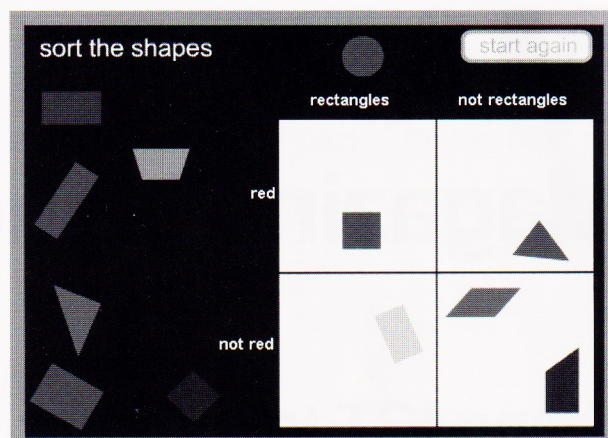 sort the shapes
start again
rectangles not rectangles
red
not red